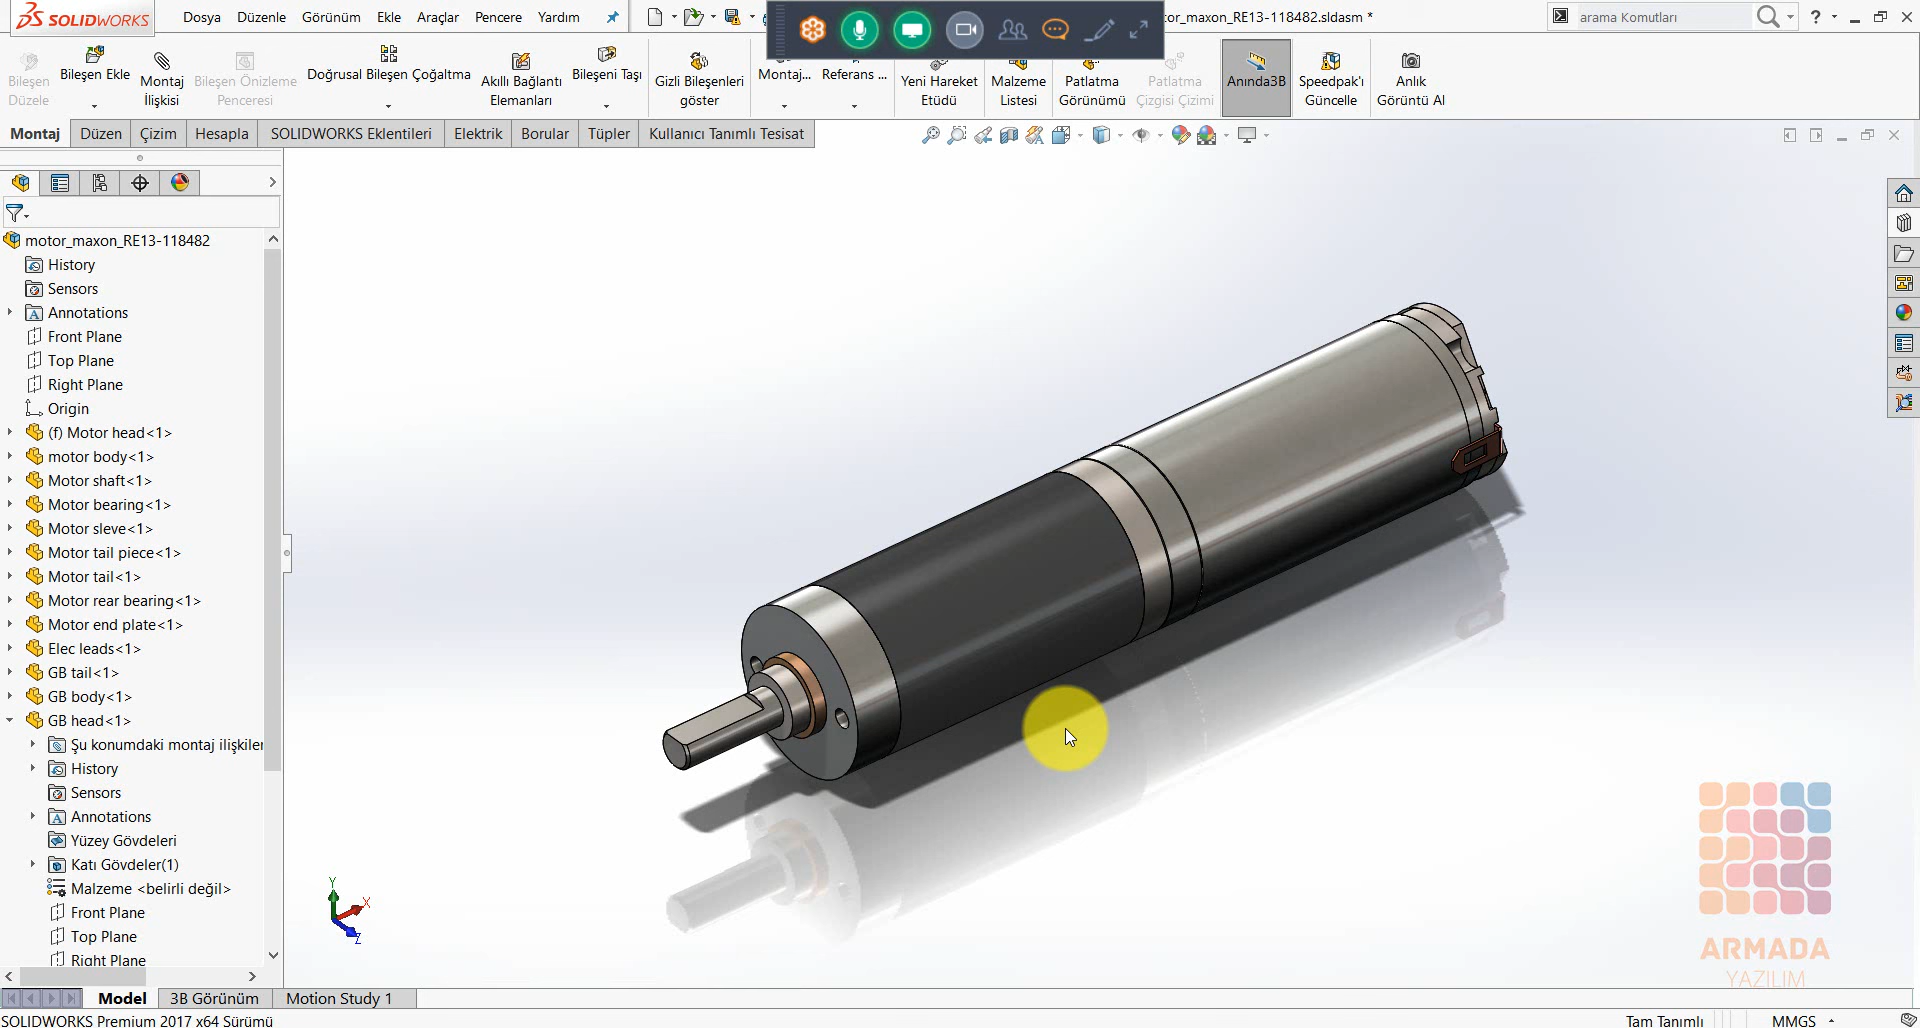 SOLIDWORKS
Dosya Düzenle Görünüm Ekle Araçlar Pencere Yardım
tor_maxon_RE13-118482.sldasm *
arama Komutları
?
Bileşen Düzele
Bileşen Ekle
Montaj İlişkisi
Bileşen Önizleme Penceresi
Doğrusal Bileşen Çoğaltma
Akıllı Bağlantı Elemanları
Bileşeni Taşı
Gizli Bileşenleri göster
Montaj...
Referans ...
Yeni Hareket Etüdü
Malzeme Listesi
Patlatma Görünümü
Patlatma Çizgisi Çizimi
Anında3B
Speedpak'ı Güncelle
Anlık Görüntü Al
Montaj Düzen Çizim Hesapla SOLIDWORKS Eklentileri Elektrik Borular Tüpler Kullanıcı Tanımlı Tesisat
motor_maxon_RE13-118482
History
Sensors
Annotations
Front Plane
Top Plane
Right Plane
Origin
(f) Motor head<1>
motor body<1>
Motor shaft<1>
Motor bearing<1>
Motor sleve<1>
Motor tail piece<1>
Motor tail<1>
Motor rear bearing<1>
Motor end plate<1>
Elec leads<1>
GB tail<1>
GB body<1>
GB head<1>
Şu konumdaki montaj ilişkiler
History
Sensors
Annotations
Yüzey Gövdeleri
Katı Gövdeler(1)
Malzeme <belirli değil>
Front Plane
Top Plane
Right Plane
Y
X
Z
ARMADA
YAZILIM
Model 3B Görünüm Motion Study 1
SOLIDWORKS Premium 2017 x64 Sürümü
Tam Tanımlı MMGS